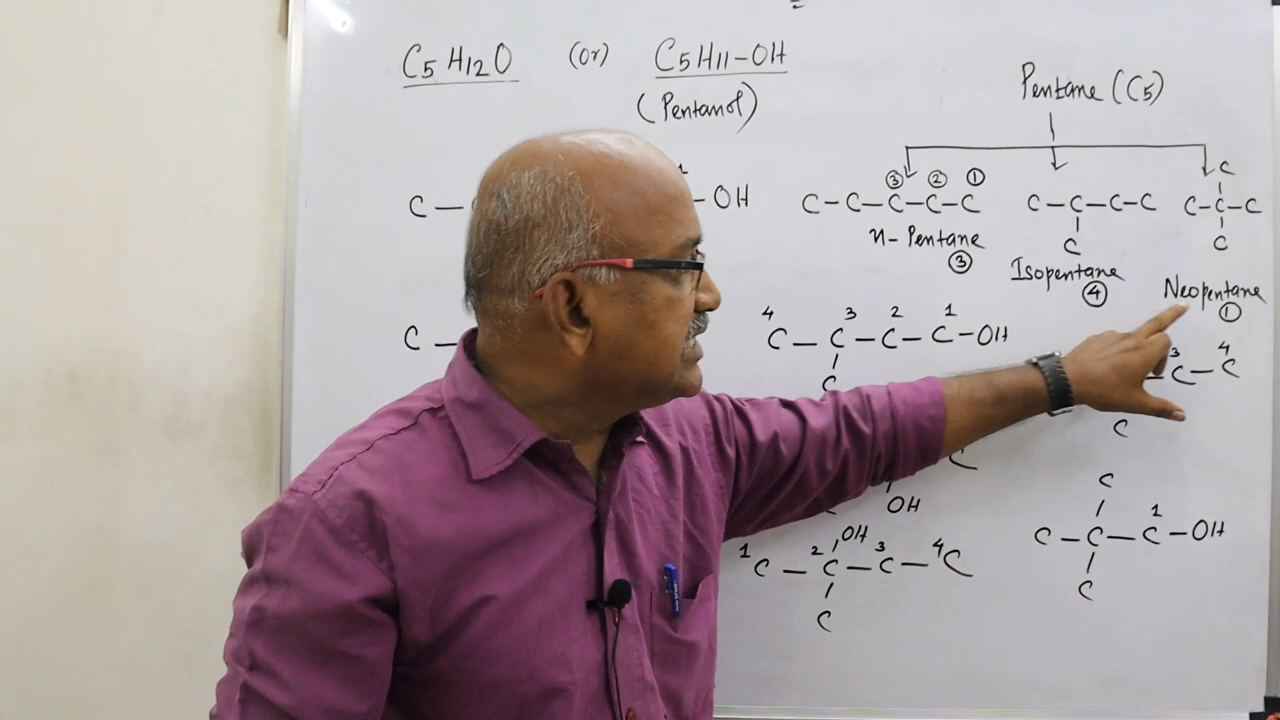 C5H12O (or) C5H11-OH
(Pentanol)
Pentane (C5)
C
③ ② ①
C-C-C-C-C
C-C-C-C
C-C-C
C
C
n-Pentane
③
Isopentane
④
Neopentane
①
C —
-OH
4 3 2 1
C — C — C — C -OH
C
C —
3 4
C — C
C
C
OH
OH
1 2 3 4
C — C — C — C
C
C
1
C — C — C -OH
C